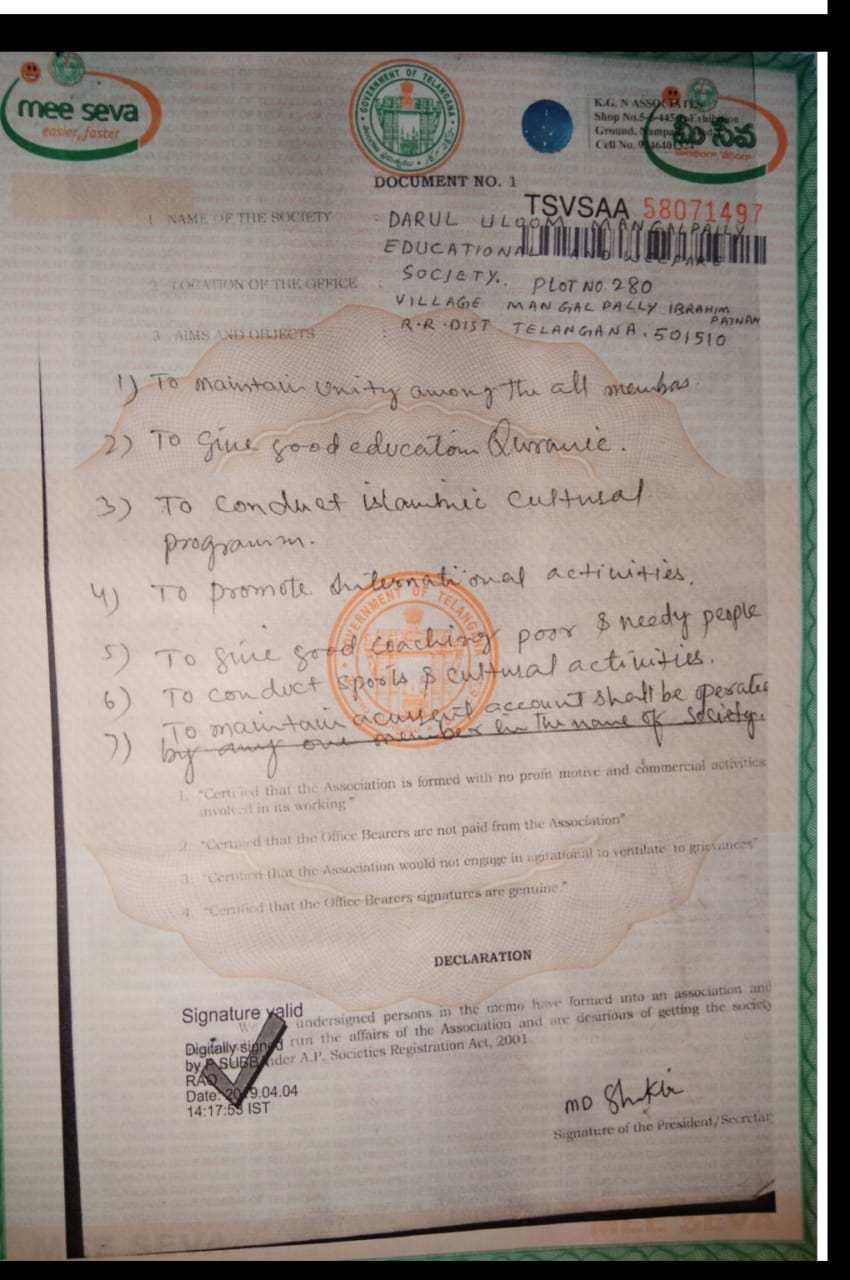 mee seva
easier, faster
GOVERNMENT OF TELANGANA
K.G. N ASSOCIATES
Shop No.5- -445 Exhibition
Ground, Nampally
Cell No.
మీ సేవ
DOCUMENT NO. 1
TSVSAA 58071497
1 NAME OF THE SOCIETY : DARUL ULOOM MANGALPALLY
EDUCATIONAL AND WELFARE
SOCIETY.
2. LOCATION OF THE OFFICE : PLOT NO. 280
VILLAGE MANGALPALLY IBRAHIM
PATNAM
3 AIMS AND OBJECTS : R.R.DIST TELANGANA. 501510
1) To maintain unity among the all membas.
2) To give good education Quranic.
3) To conduct islamic cultural
programm.
4) To promote international activities.
5) To give good coaching poor & needy people
6) To conduct sports & cultural activities.
7) To maintain acurrent account shall be operated
by any one member in the name of society.
GOVERNMENT OF TELANGANA
1. "Certified that the Association is formed with no profit motive and commercial activities
involved in its working"
2. "Certified that the Office Bearers are not paid from the Association"
3. "Certified that the Association would not engage in agitational to ventilate to grievances"
4. "Certified that the Office Bearers signatures are genuine."
DECLARATION
Signature valid
We undersigned persons in the memo have formed into an association and
run the affairs of the Association and are desirious of getting the society
under A.P. Societies Registration Act, 2001
Digitally signed
by SUBBA
RAO
Date: 2019.04.04
14:17:53 IST
MD Shakir
Signature of the President/Secretar
MEE SEVA
MEE SEVA